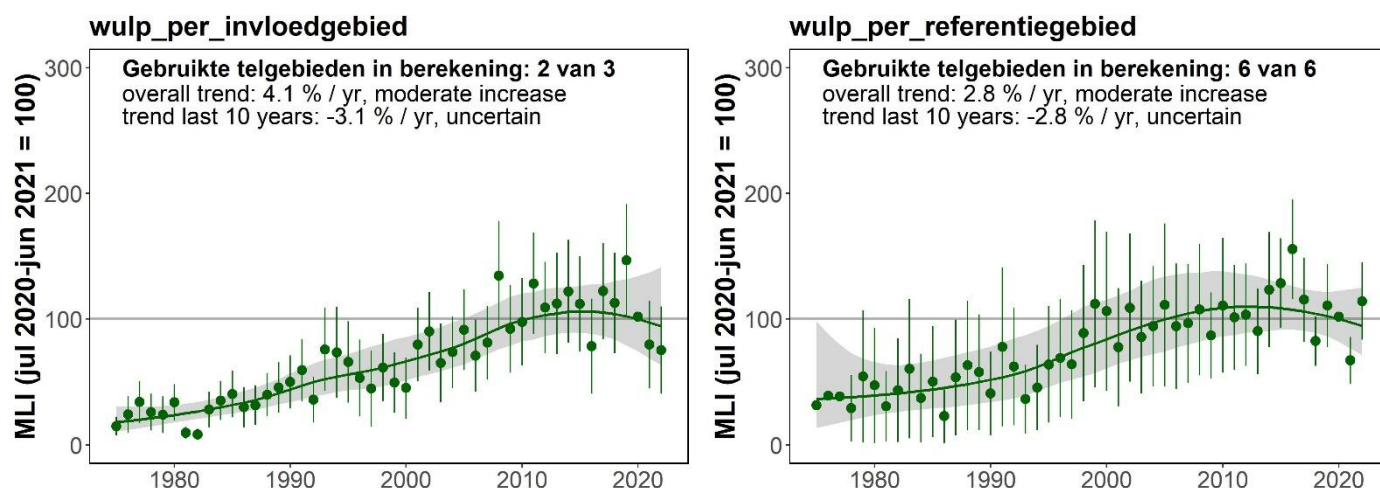 wulp_per_invloedgebied
Gebruikte telgebieden in berekening: 2 van 3
overall trend: 4.1 % / yr, moderate increase
trend last 10 years: -3.1 % / yr, uncertain
MLI (jul 2020-jun 2021 = 100)
300
200
100
0
1980
1990
2000
2010
2020
wulp_per_referentiegebied
Gebruikte telgebieden in berekening: 6 van 6
overall trend: 2.8 % / yr, moderate increase
trend last 10 years: -2.8 % / yr, uncertain
MLI (jul 2020-jun 2021 = 100)
300
200
100
0
1980
1990
2000
2010
2020